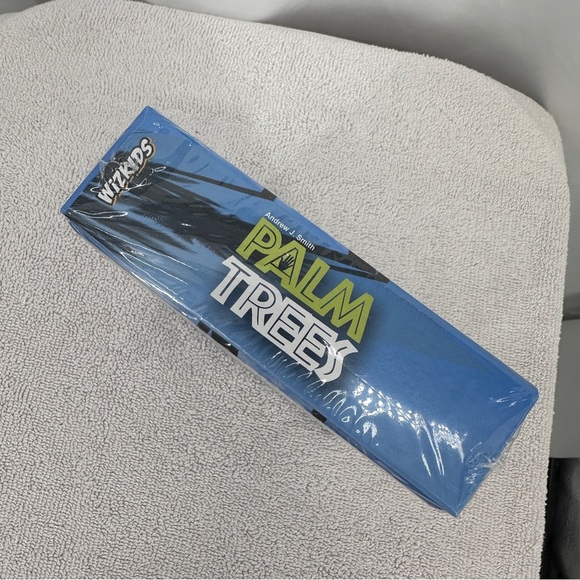 WIZKIDS
Andrew J. Smith
PALM
TREES